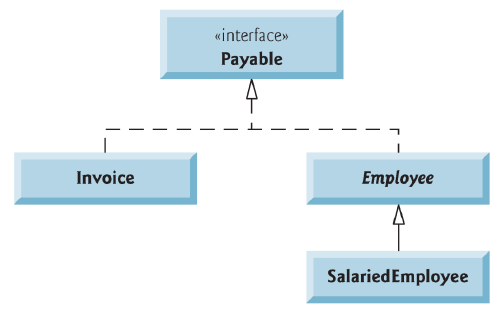 «interface»
Payable
Invoice
Employee
SalariedEmployee